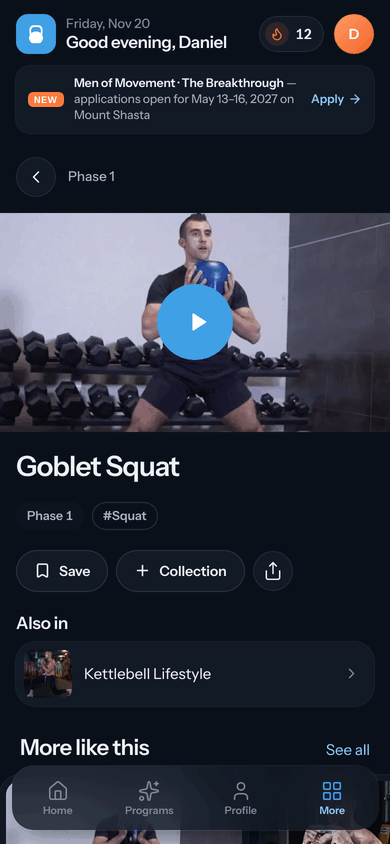 Friday, Nov 20
Good evening, Daniel
12
D
NEW
Men of Movement · The Breakthrough —
applications open for May 13–16, 2027 on
Mount Shasta
Apply →
Phase 1
Goblet Squat
Phase 1
#Squat
Save
Collection
Also in
Kettlebell Lifestyle
More like this
See all
Home
Programs
Profile
More